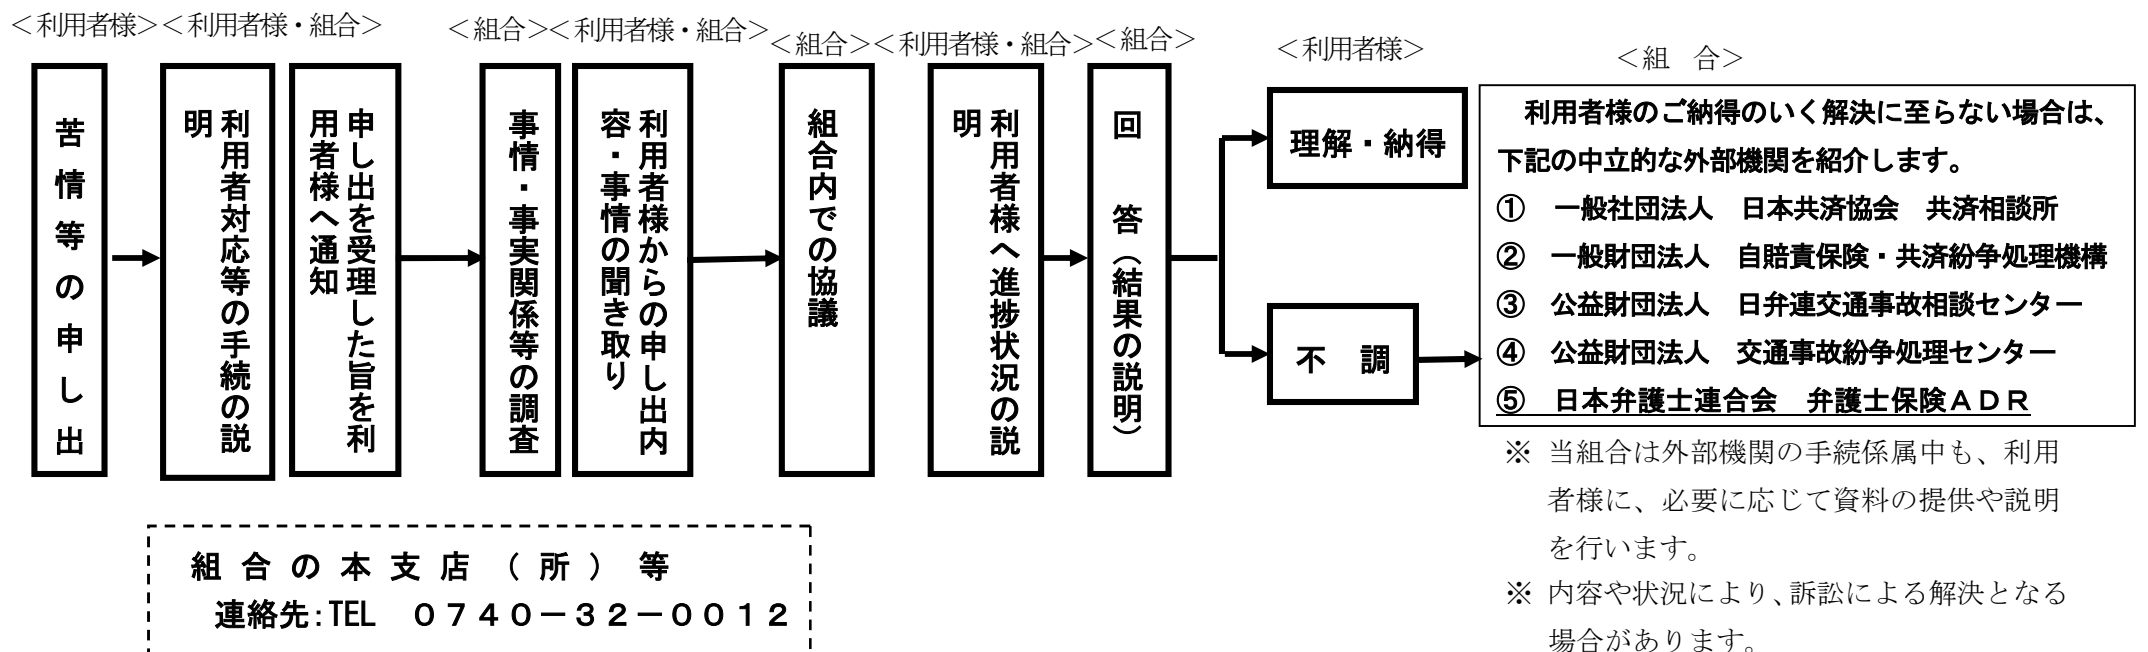 ＜利用者様＞＜利用者様・組合＞
＜組合＞＜利用者様・組合＞
＜組合＞＜利用者様・組合＞＜組合＞
＜利用者様＞
＜組　合＞
苦情等の申し出
利用者対応等の手続の説
明
申し出を受理した旨を利
用者様へ通知
事情・事実関係等の調査
利用者様からの申し出内
容・事情の聞き取り
組合内での協議
利用者様へ進捗状況の説
明
回　答（結果の説明）
理解・納得
不　調
利用者様のご納得のいく解決に至らない場合は、
下記の中立的な外部機関を紹介します。
①　一般社団法人　日本共済協会　共済相談所
②　一般財団法人　自賠責保険・共済紛争処理機構
③　公益財団法人　日弁連交通事故相談センター
④　公益財団法人　交通事故紛争処理センター
⑤　日本弁護士連合会　弁護士保険ＡＤＲ
※ 当組合は外部機関の手続係属中も、利用
者様に、必要に応じて資料の提供や説明
を行います。
※ 内容や状況により、訴訟による解決となる
場合があります。
組合の本支店（所）等
連絡先：TEL　０７４０－３２－００１２